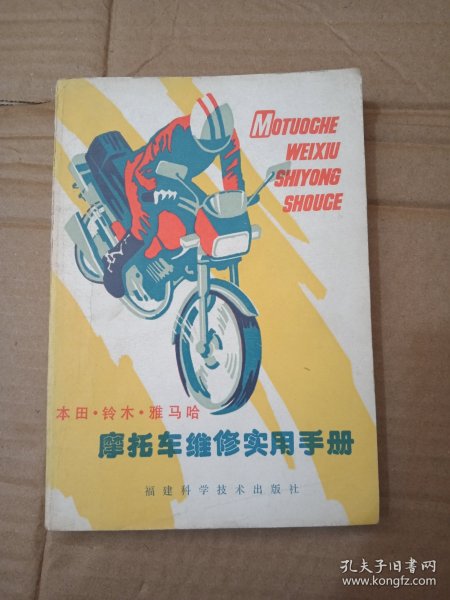 MOTUOCHE
WEIXIU
SHIYONG
SHOUCE
本田·铃木·雅马哈
摩托车维修实用手册
福建科学技术出版社
孔夫子旧书网
www.kongfz.com